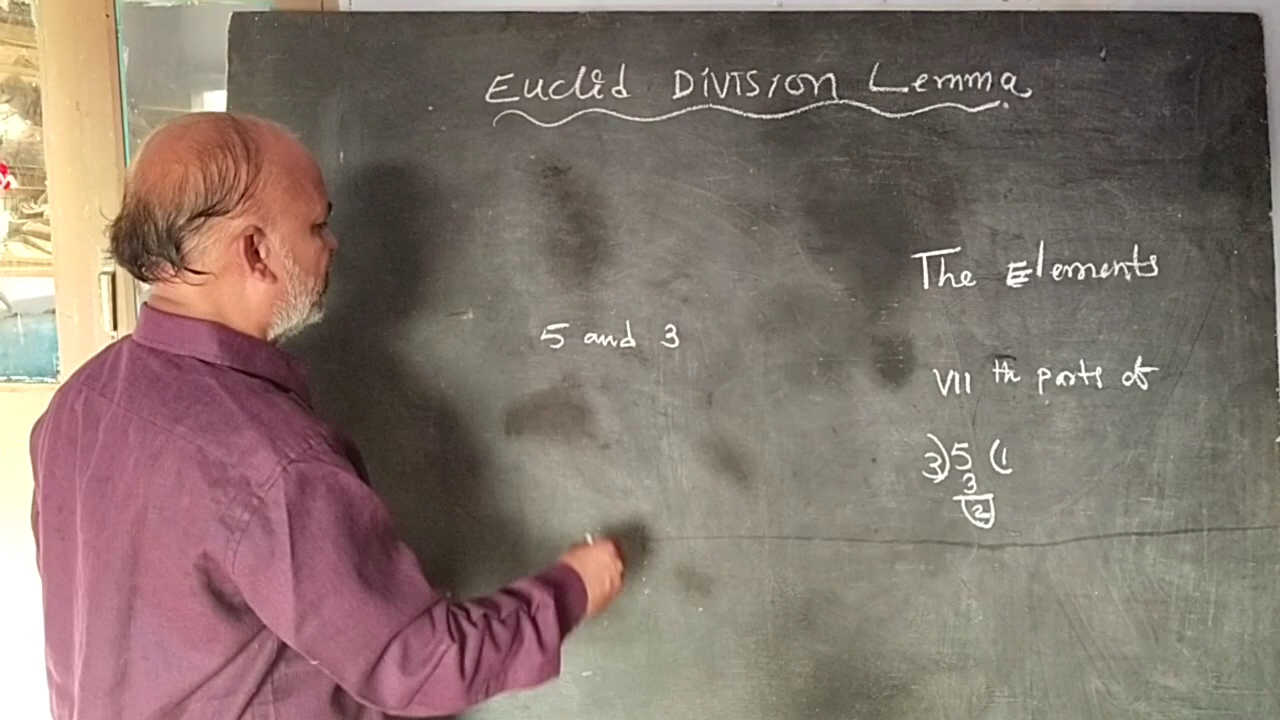 Euclid DIVISION Lemma
The Elements
5 and 3
VII th parts of
3)5(1
3
2